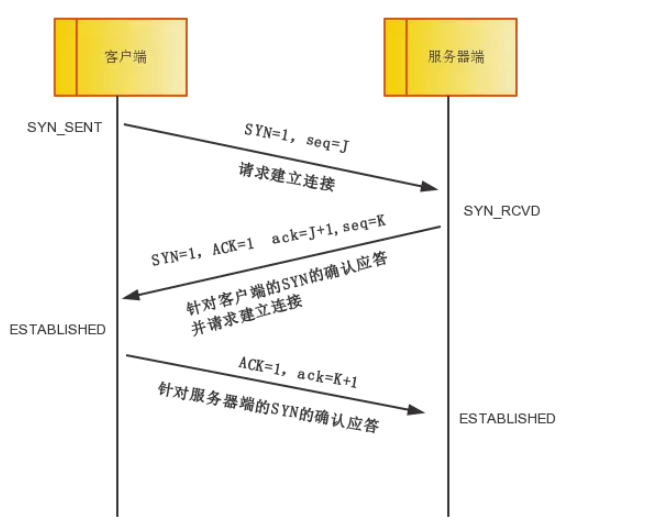 客户端
服务器端
SYN_SENT
SYN=1, seq=J
请求建立连接
SYN_RCVD
SYN=1, ACK=1 ack=J+1,seq=K
针对客户端的SYN的确认应答
并请求建立连接
ESTABLISHED
ACK=1, ack=K+1
针对服务器端的SYN的确认应答
ESTABLISHED